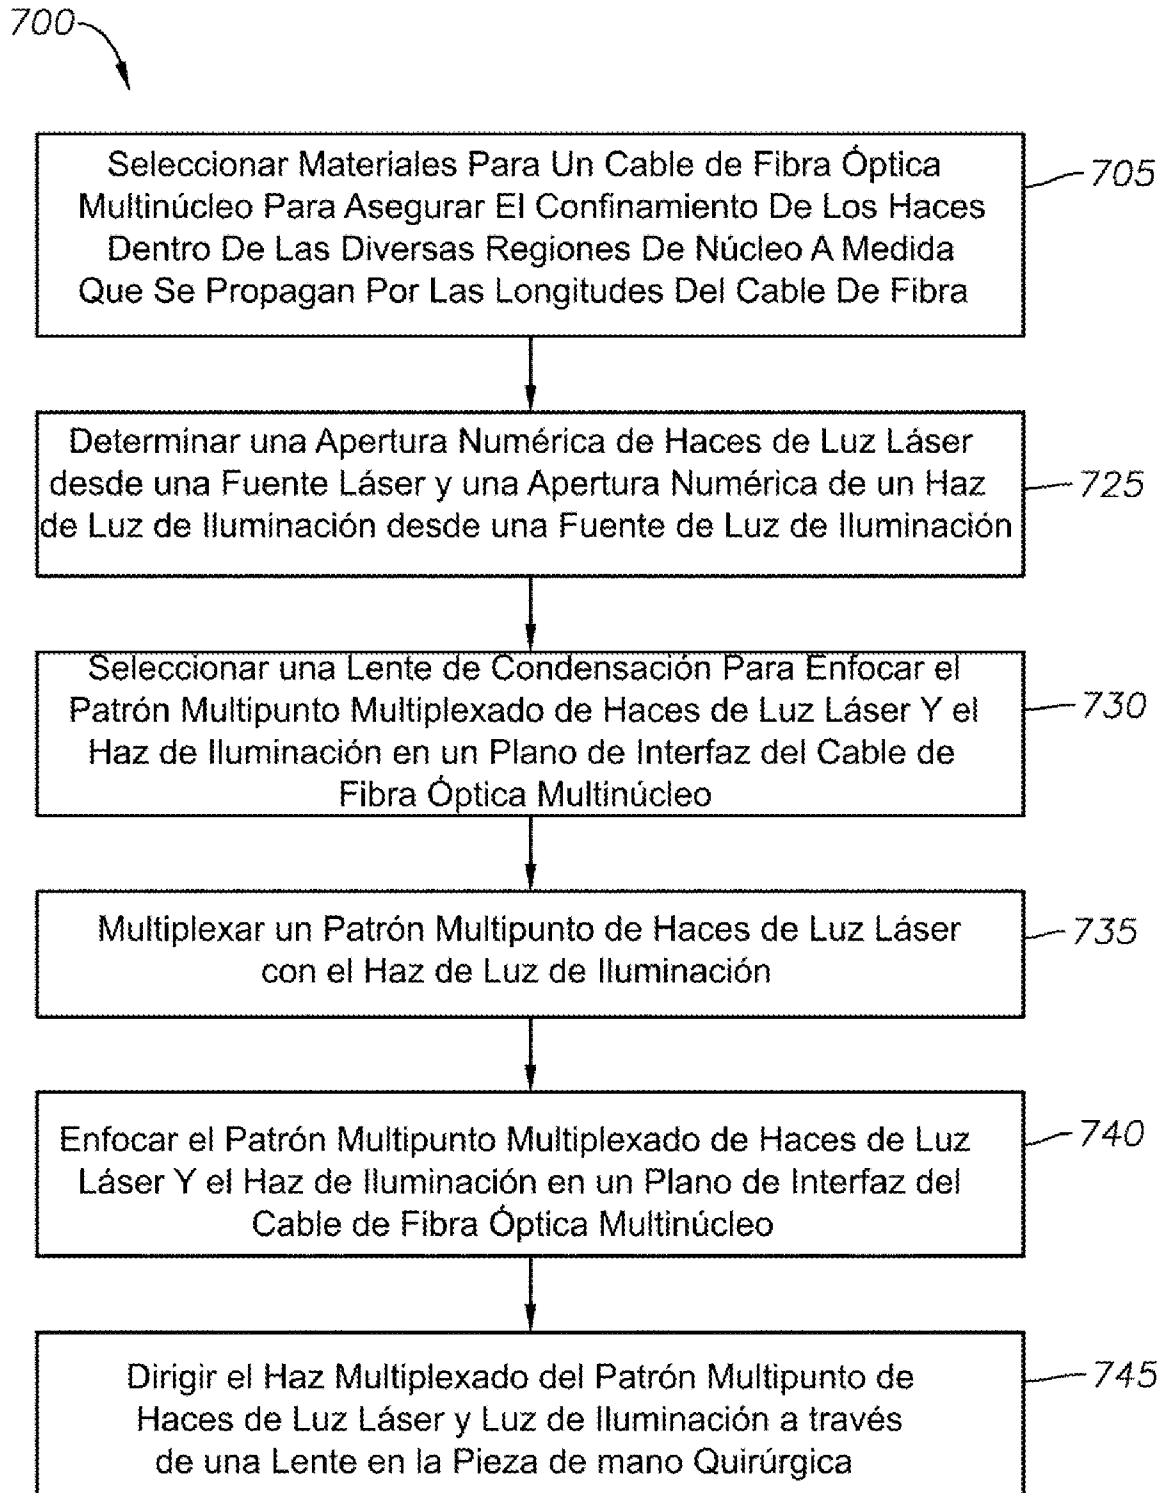 700
Seleccionar Materiales Para Un Cable de Fibra Óptica
Multinúcleo Para Asegurar El Confinamiento De Los Haces
Dentro De Las Diversas Regiones De Núcleo A Medida
Que Se Propagan Por Las Longitudes Del Cable De Fibra
705
Determinar una Apertura Numérica de Haces de Luz Láser
desde una Fuente Láser y una Apertura Numérica de un Haz
de Luz de Iluminación desde una Fuente de Luz de Iluminación
725
Seleccionar una Lente de Condensación Para Enfocar el
Patrón Multipunto Multiplexado de Haces de Luz Láser Y el
Haz de Iluminación en un Plano de Interfaz del Cable de
Fibra Óptica Multinúcleo
730
Multiplexar un Patrón Multipunto de Haces de Luz Láser
con el Haz de Luz de Iluminación
735
Enfocar el Patrón Multipunto Multiplexado de Haces de Luz
Láser Y el Haz de Iluminación en un Plano de Interfaz del
Cable de Fibra Óptica Multinúcleo
740
Dirigir el Haz Multiplexado del Patrón Multipunto de
Haces de Luz Láser y Luz de Iluminación a través
de una Lente en la Pieza de mano Quirúrgica
745